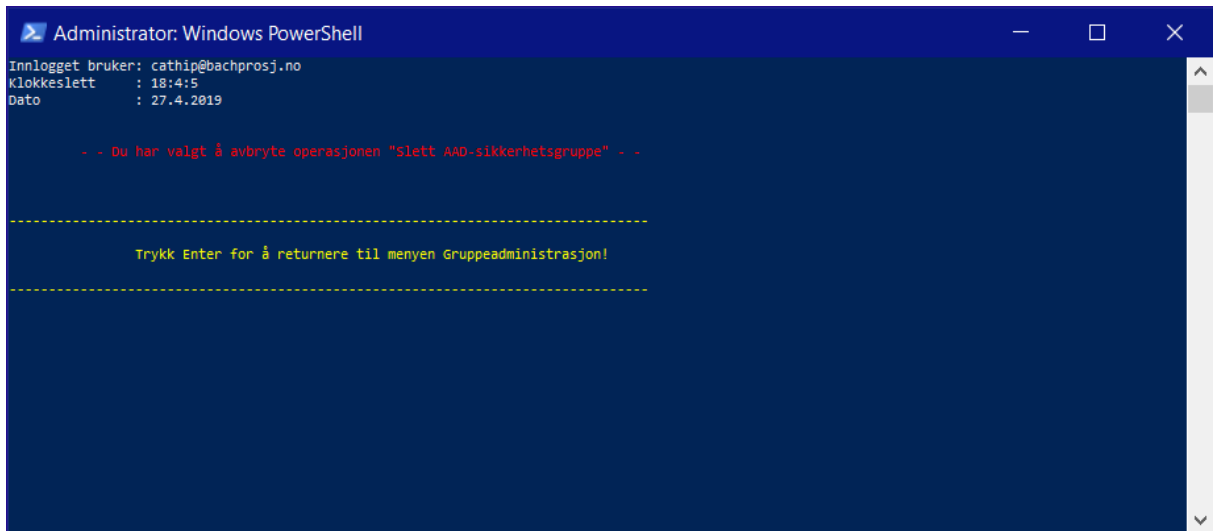 Administrator: Windows PowerShell
Innlogget bruker: cathip@bachprosj.no
Klokkeslett     : 18:4:5
Dato            : 27.4.2019
- - Du har valgt å avbryte operasjonen "Slett AAD-sikkerhetsgruppe" - -
--------------------------------------------------------------------------------
Trykk Enter for å returnere til menyen Gruppeadministrasjon!
--------------------------------------------------------------------------------